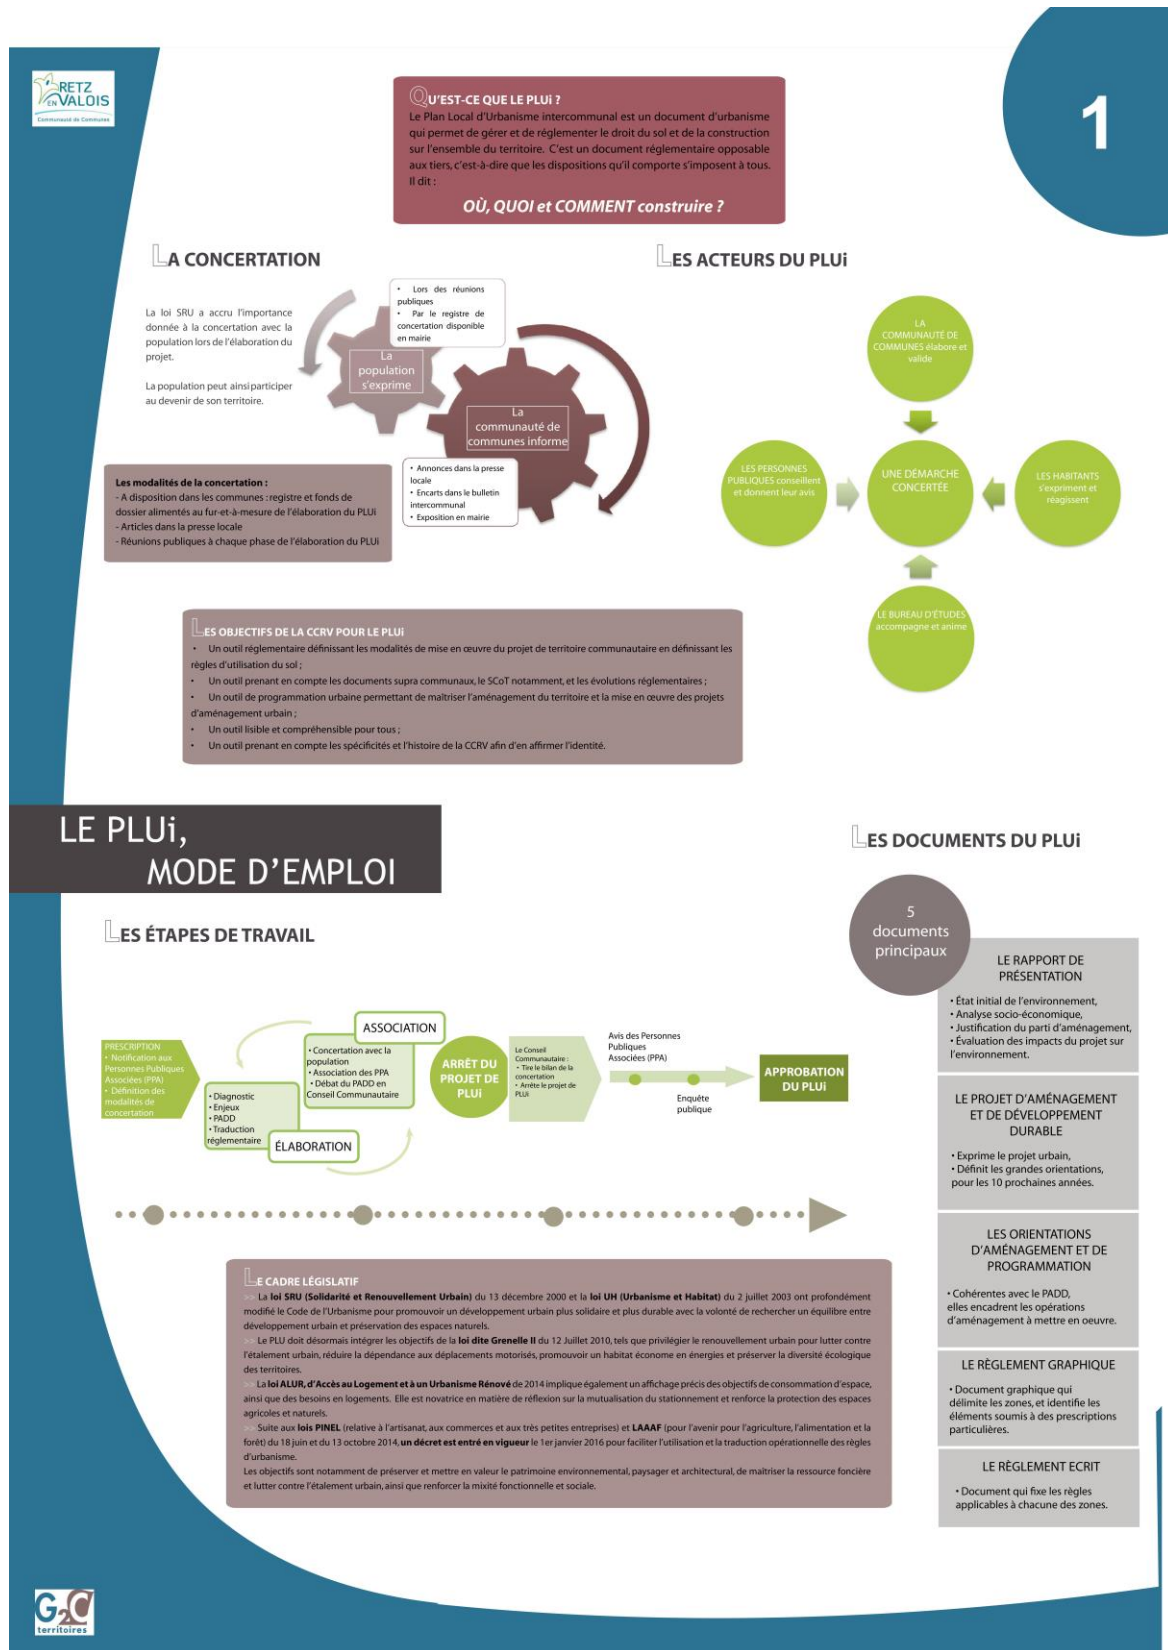 RETZ
EN VALOIS
Communauté de Communes
1
QU'EST-CE QUE LE PLUi ?
Le Plan Local d'Urbanisme intercommunal est un document d'urbanisme
qui permet de gérer et de réglementer le droit du sol et de la construction
sur l'ensemble du territoire. C'est un document réglementaire opposable
aux tiers, c'est-à-dire que les dispositions qu'il comporte s'imposent à tous.
Il dit :
OÙ, QUOI et COMMENT construire ?
LA CONCERTATION
La loi SRU a accru l'importance
donnée à la concertation avec la
population lors de l'élaboration du
projet.
La population peut ainsi participer
au devenir de son territoire.
• Lors des réunions
publiques
• Par le registre de
concertation disponible
en mairie
La
population
s'exprime
La
communauté de
communes informe
• Annonces dans la presse
locale
• Encarts dans le bulletin
intercommunal
• Exposition en mairie
Les modalités de la concertation :
- A disposition dans les communes : registre et fonds de
dossier alimentés au fur-et-à-mesure de l'élaboration du PLUi
- Articles dans la presse locale
- Réunions publiques à chaque phase de l'élaboration du PLUi
LES ACTEURS DU PLUi
LA
COMMUNAUTÉ DE
COMMUNES élabore et
valide
LES PERSONNES
PUBLIQUES conseillent
et donnent leur avis
UNE DÉMARCHE
CONCERTÉE
LES HABITANTS
s'expriment et
réagissent
LE BUREAU D'ÉTUDES
accompagne et anime
LES OBJECTIFS DE LA CCRV POUR LE PLUi
• Un outil réglementaire définissant les modalités de mise en œuvre du projet de territoire communautaire en définissant les
règles d'utilisation du sol ;
• Un outil prenant en compte les documents supra communaux, le SCoT notamment, et les évolutions réglementaires ;
• Un outil de programmation urbaine permettant de maîtriser l'aménagement du territoire et la mise en œuvre des projets
d'aménagement urbain ;
• Un outil lisible et compréhensible pour tous ;
• Un outil prenant en compte les spécificités et l'histoire de la CCRV afin d'en affirmer l'identité.
LE PLUi,
MODE D'EMPLOI
LES ÉTAPES DE TRAVAIL
PRESCRIPTION
• Notification aux
Personnes Publiques
Associées (PPA)
• Définition des
modalités de
concertation
• Diagnostic
• Enjeux
• PADD
• Traduction
réglementaire
ÉLABORATION
ASSOCIATION
• Concertation avec la
population
• Association des PPA
• Débat du PADD en
Conseil Communautaire
ARRÊT DU
PROJET DE
PLUi
Le Conseil
Communautaire :
• Tire le bilan de la
concertation
• Arrête le projet de
PLUi
Avis des Personnes
Publiques
Associées (PPA)
Enquête
publique
APPROBATION
DU PLUi
LES DOCUMENTS DU PLUi
5
documents
principaux
LE RAPPORT DE
PRÉSENTATION
• État initial de l'environnement,
• Analyse socio-économique,
• Justification du parti d'aménagement,
• Évaluation des impacts du projet sur
l'environnement.
LE PROJET D'AMÉNAGEMENT
ET DE DÉVELOPPEMENT
DURABLE
• Exprime le projet urbain,
• Définit les grandes orientations,
pour les 10 prochaines années.
LES ORIENTATIONS
D'AMÉNAGEMENT ET DE
PROGRAMMATION
• Cohérentes avec le PADD,
elles encadrent les opérations
d'aménagement à mettre en oeuvre.
LE RÈGLEMENT GRAPHIQUE
• Document graphique qui
délimite les zones, et identifie les
éléments soumis à des prescriptions
particulières.
LE RÈGLEMENT ECRIT
• Document qui fixe les règles
applicables à chacune des zones.
LE CADRE LÉGISLATIF
>> La loi SRU (Solidarité et Renouvellement Urbain) du 13 décembre 2000 et la loi UH (Urbanisme et Habitat) du 2 juillet 2003 ont profondément
modifié le Code de l'Urbanisme pour promouvoir un développement urbain plus solidaire et plus durable avec la volonté de rechercher un équilibre entre
développement urbain et préservation des espaces naturels.
>> Le PLU doit désormais intégrer les objectifs de la loi dite Grenelle II du 12 Juillet 2010, tels que privilégier le renouvellement urbain pour lutter contre
l'étalement urbain, réduire la dépendance aux déplacements motorisés, promouvoir un habitat économe en énergies et préserver la diversité écologique
des territoires.
>> La loi ALUR, d'Accès au Logement et à un Urbanisme Rénové de 2014 implique également un affichage précis des objectifs de consommation d'espace,
ainsi que des besoins en logements. Elle est novatrice en matière de réflexion sur la mutualisation du stationnement et renforce la protection des espaces
agricoles et naturels.
>> Suite aux lois PINEL (relative à l'artisanat, aux commerces et aux très petites entreprises) et LAAAF (pour l'avenir pour l'agriculture, l'alimentation et la
forêt) du 18 juin et du 13 octobre 2014, un décret est entré en vigueur le 1er janvier 2016 pour faciliter l'utilisation et la traduction opérationnelle des règles
d'urbanisme.
Les objectifs sont notamment de préserver et mettre en valeur le patrimoine environnemental, paysager et architectural, de maîtriser la ressource foncière
et lutter contre l'étalement urbain, ainsi que renforcer la mixité fonctionnelle et sociale.
G2C
territoires